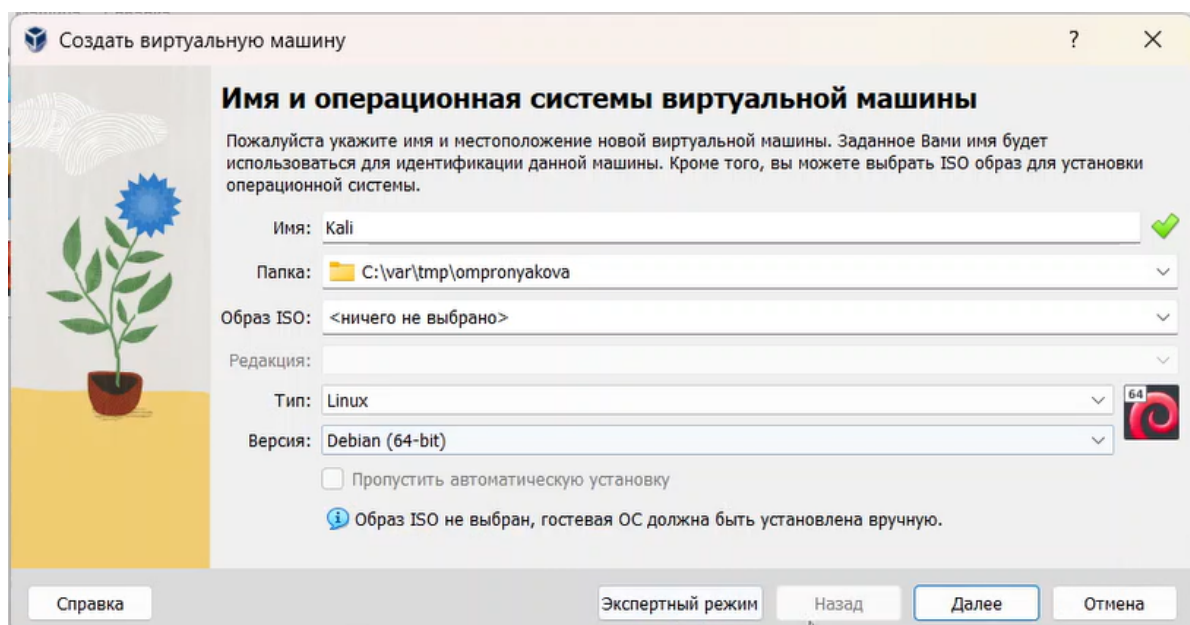 Создать виртуальную машину
?
Имя и операционная системы виртуальной машины
Пожалуйста укажите имя и местоположение новой виртуальной машины. Заданное Вами имя будет
использоваться для идентификации данной машины. Кроме того, вы можете выбрать ISO образ для установки
операционной системы.
Имя: Kali
Папка: C:\var\tmp\ompronyakova
Образ ISO: <ничего не выбрано>
Редакция:
Тип: Linux
64
Версия: Debian (64-bit)
Пропустить автоматическую установку
Образ ISO не выбран, гостевая ОС должна быть установлена вручную.
Справка Экспертный режим Назад Далее Отмена